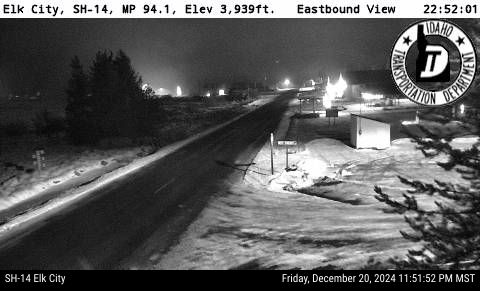 Elk City, SH-14, MP 94.1, Elev 3,939ft. Eastbound View 22:52:01
IDAHO
TRANSPORTATION DEPARTMENT
SH-14 Elk City
Friday, December 20, 2024 11:51:52 PM MST